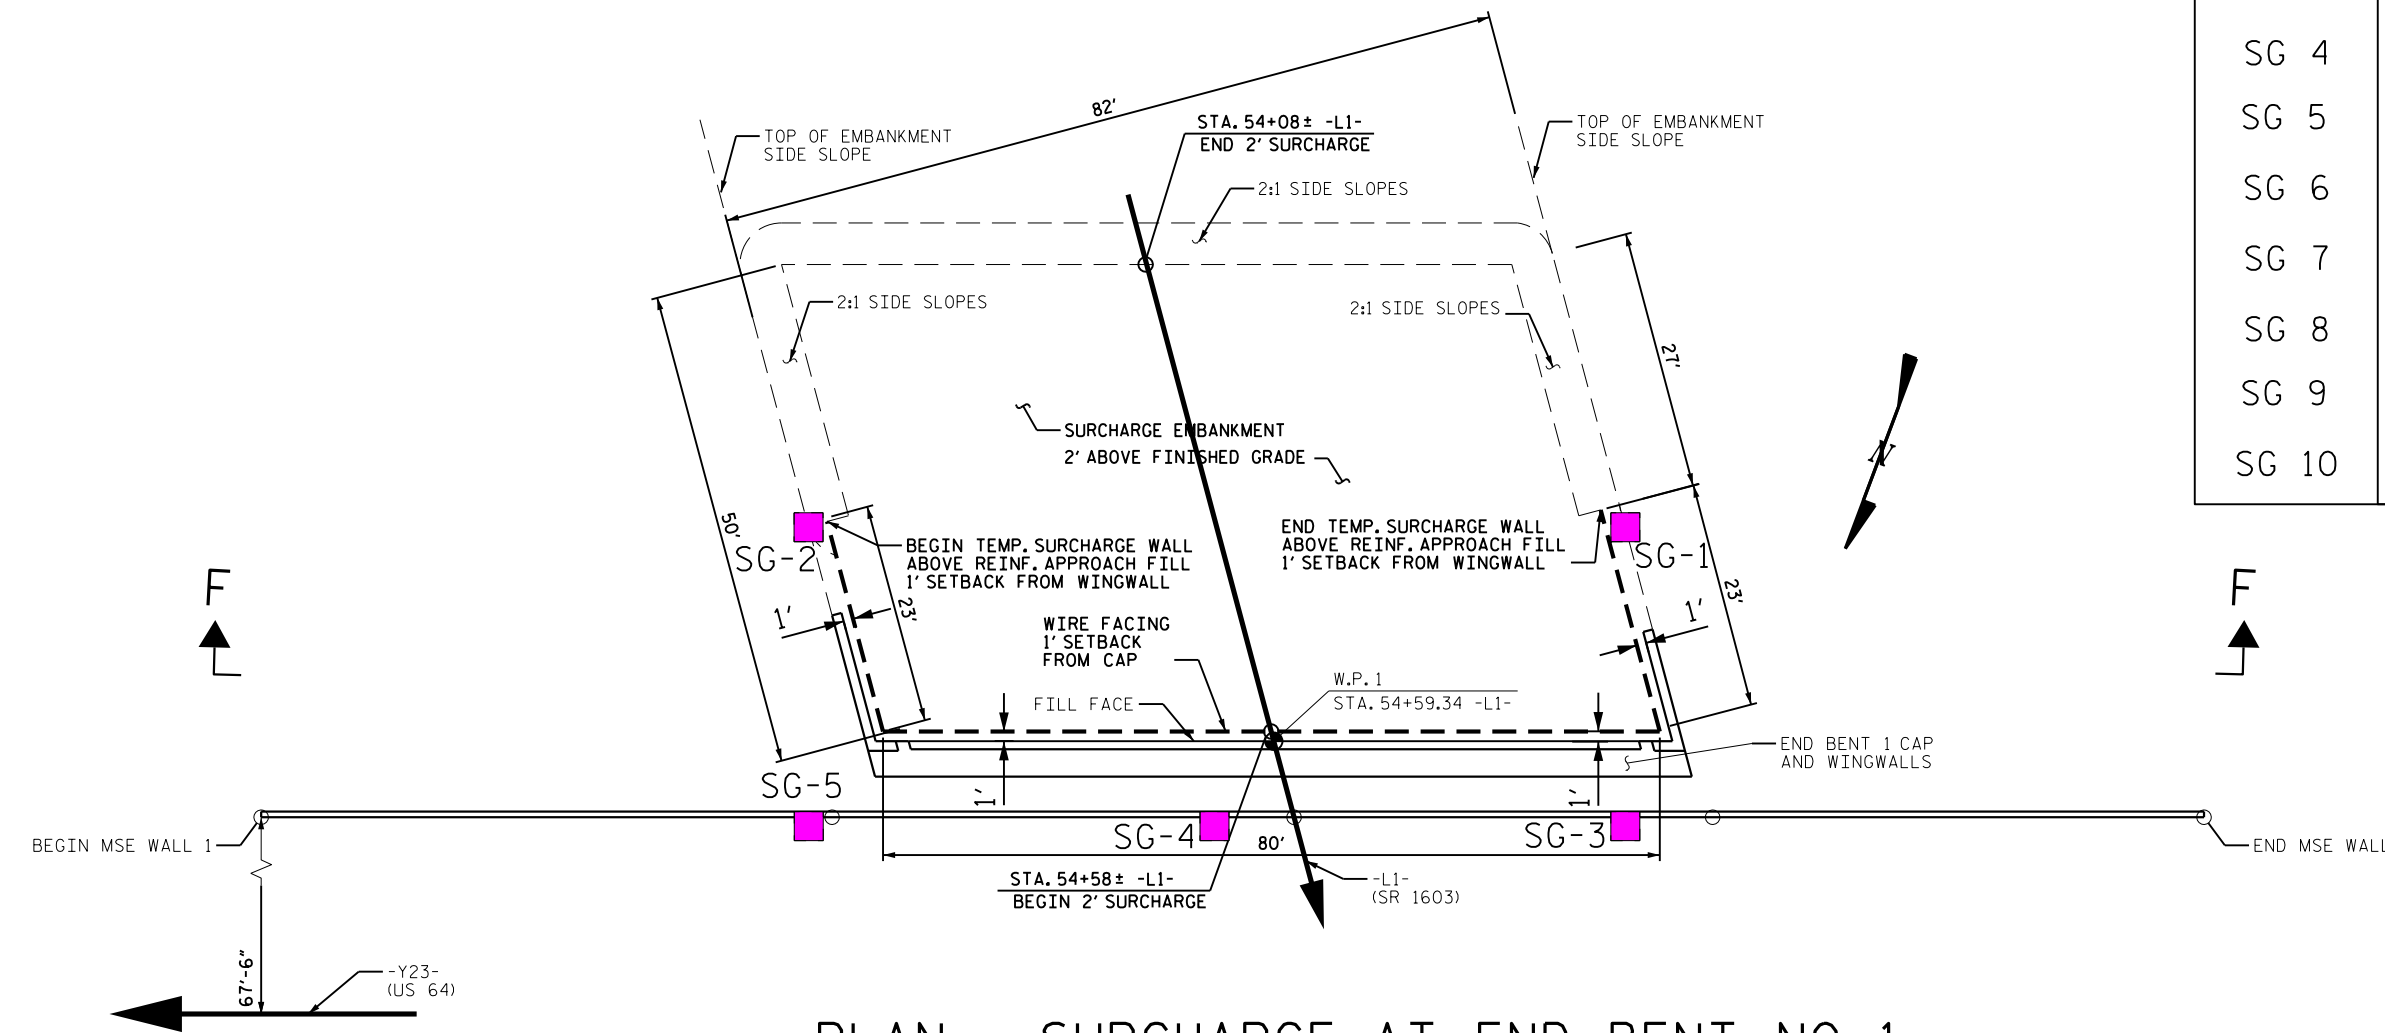 SG 4
SG 5
SG 6
SG 7
SG 8
SG 9
SG 10
82'
TOP OF EMBANKMENT
SIDE SLOPE
STA. 54+08± -L1-
END 2' SURCHARGE
TOP OF EMBANKMENT
SIDE SLOPE
2:1 SIDE SLOPES
2:1 SIDE SLOPES
2:1 SIDE SLOPES
27'
SURCHARGE EMBANKMENT
2' ABOVE FINISHED GRADE
N
50'
SG-2
BEGIN TEMP. SURCHARGE WALL
ABOVE REINF. APPROACH FILL
1' SETBACK FROM WINGWALL
END TEMP. SURCHARGE WALL
ABOVE REINF. APPROACH FILL
1' SETBACK FROM WINGWALL
SG-1
F
F
1'
23'
23'
1'
WIRE FACING
1' SETBACK
FROM CAP
FILL FACE
W.P. 1
STA. 54+59.34 -L1-
END BENT 1 CAP
AND WINGWALLS
SG-5
1'
1'
SG-4
SG-3
80'
BEGIN MSE WALL 1
END MSE WALL
STA. 54+58± -L1-
BEGIN 2' SURCHARGE
-L1-
(SR 1603)
67'-6"
-Y23-
(US 64)
PLAN - SURCHARGE AT END BENT NO. 1